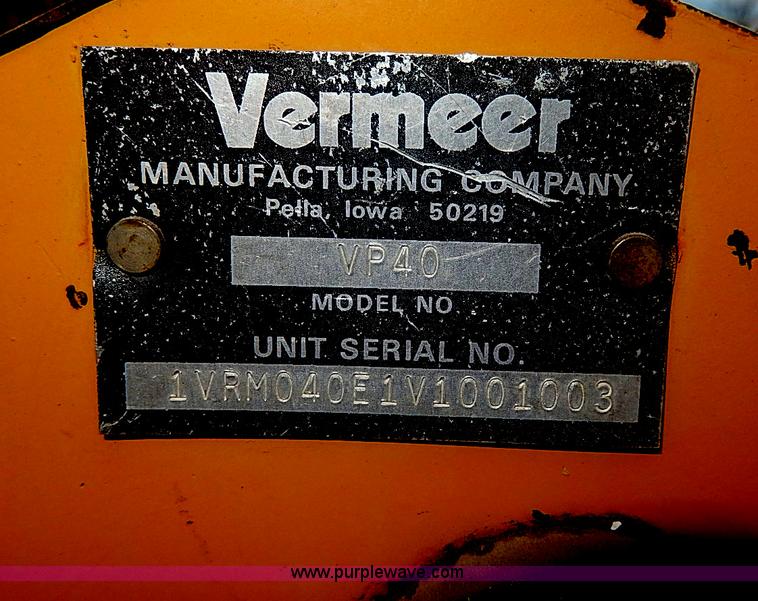 Vermeer
MANUFACTURING COMPANY
Pella, Iowa 50219
VP40
MODEL NO
UNIT SERIAL NO.
1VRM040E1V1001003
www.purplewave.com